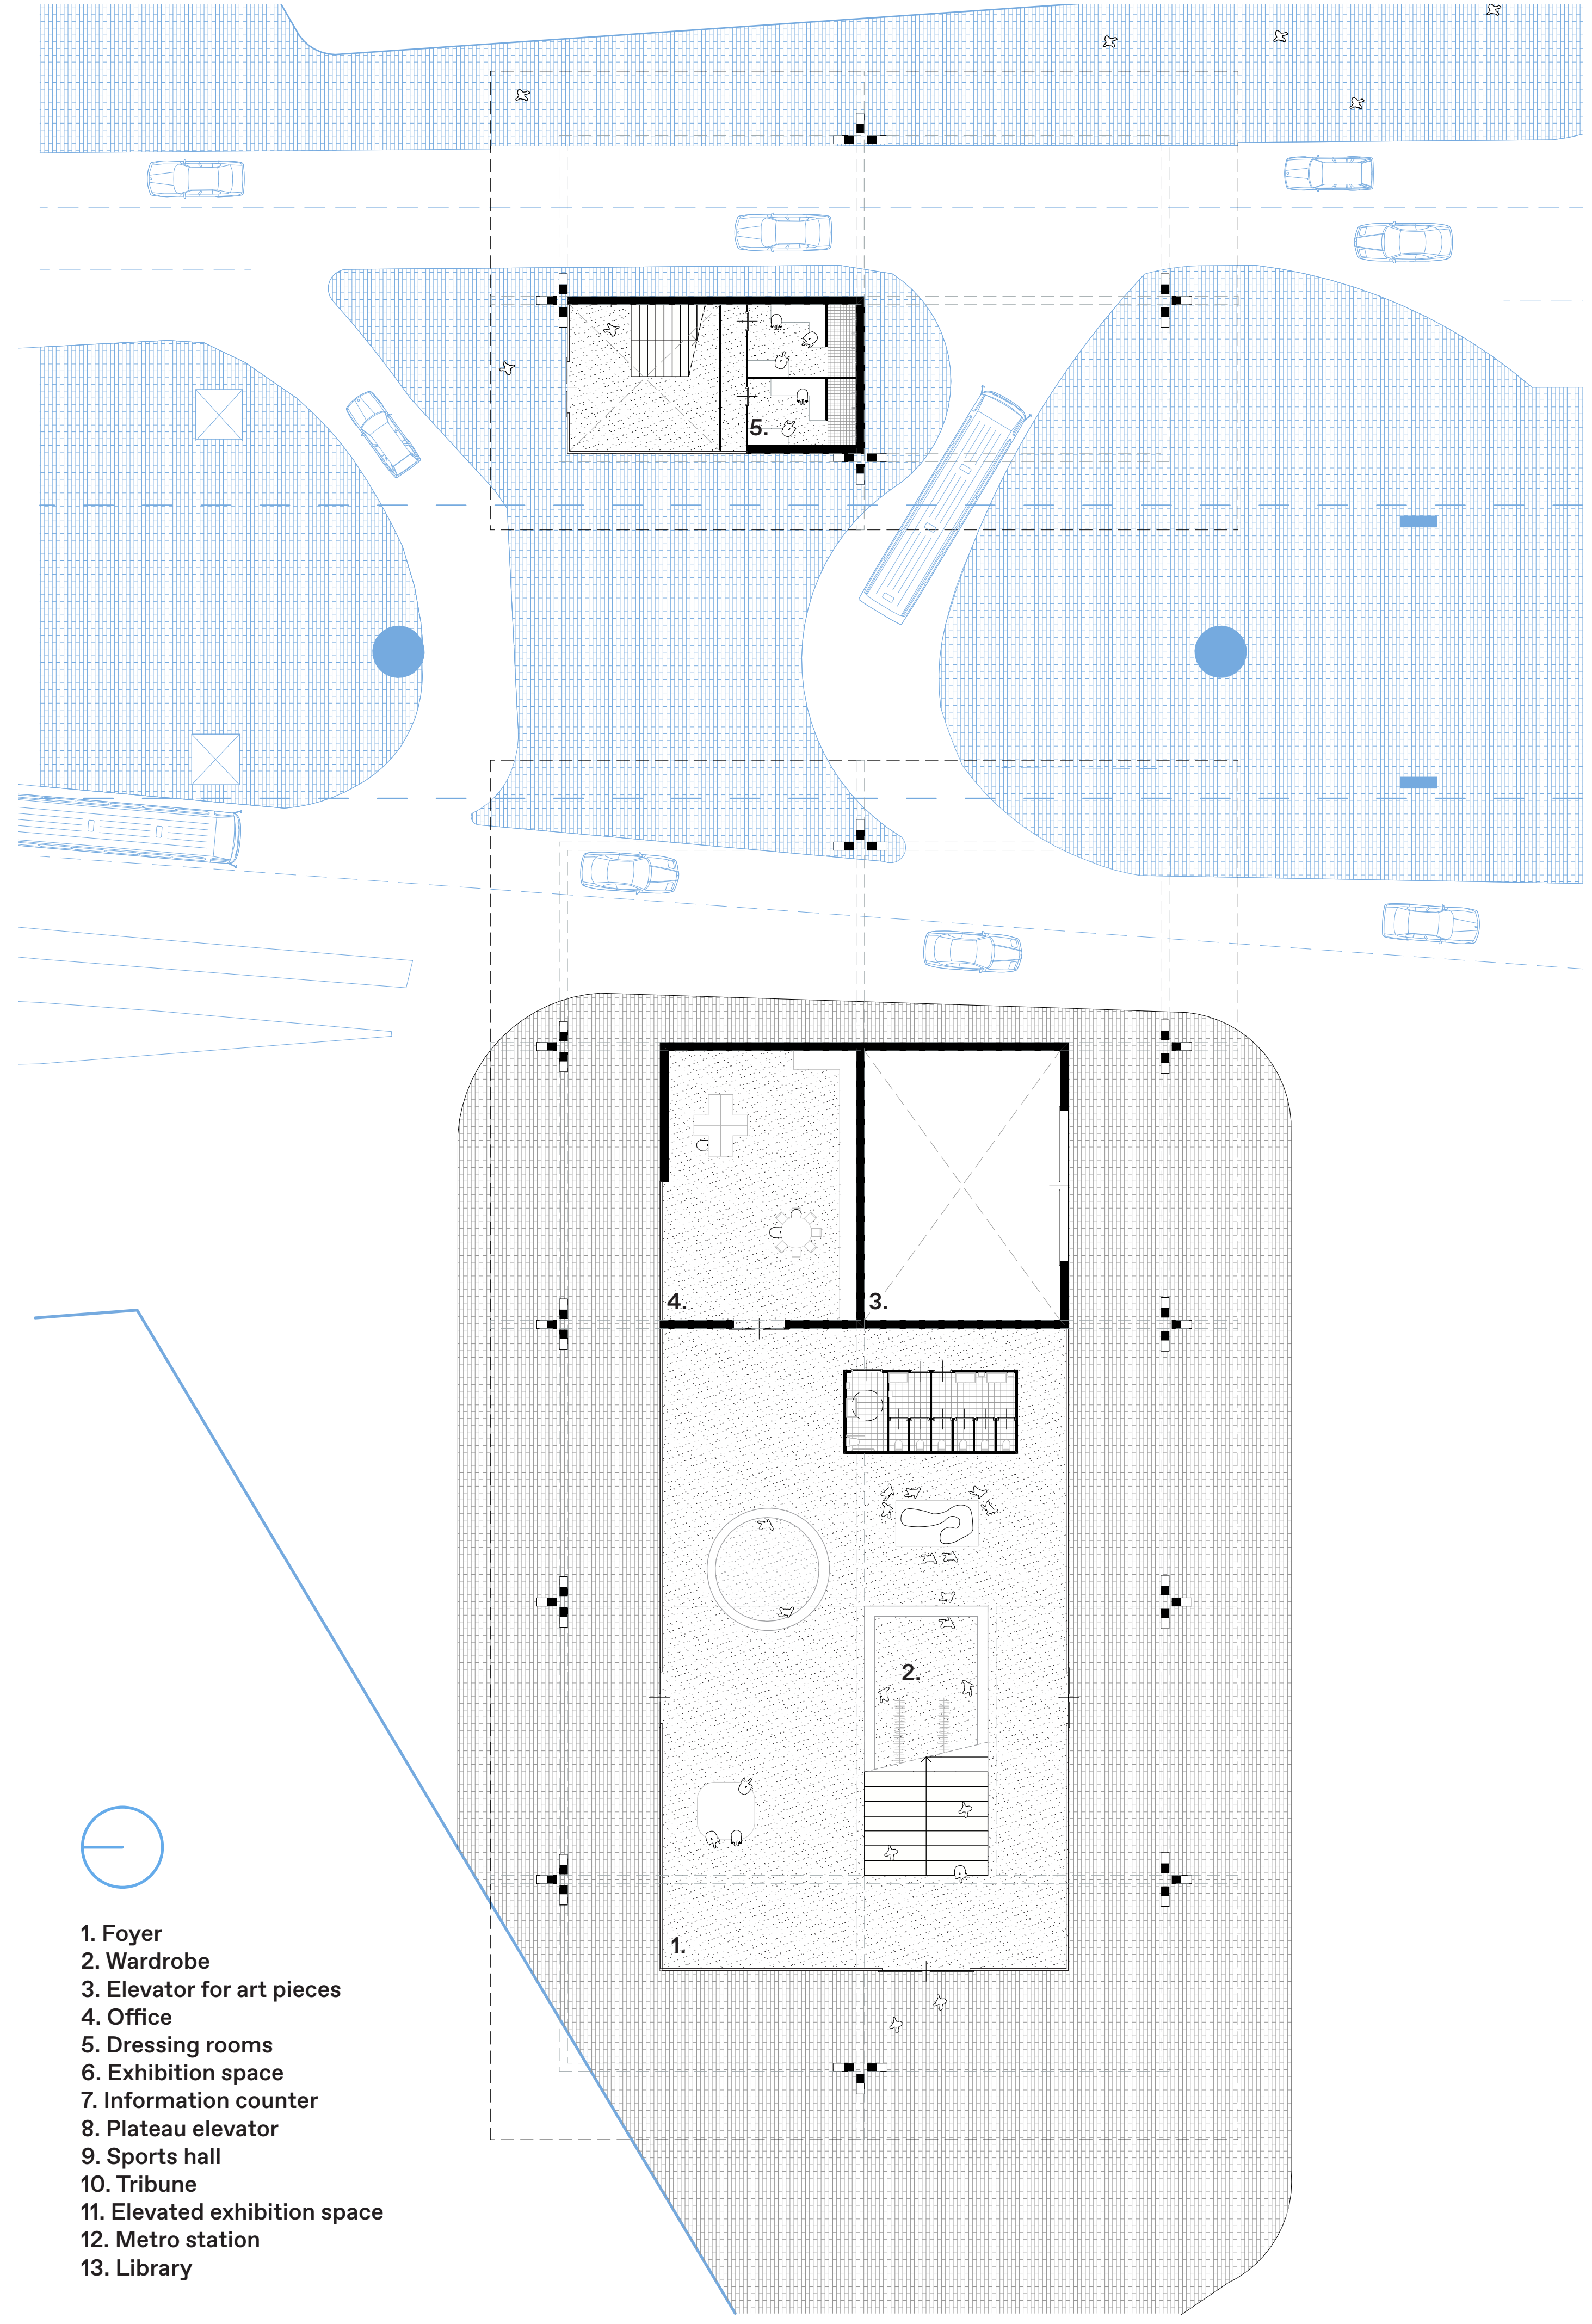 5.
4.
3.
2.
1.
1. Foyer
2. Wardrobe
3. Elevator for art pieces
4. Office
5. Dressing rooms
6. Exhibition space
7. Information counter
8. Plateau elevator
9. Sports hall
10. Tribune
11. Elevated exhibition space
12. Metro station
13. Library